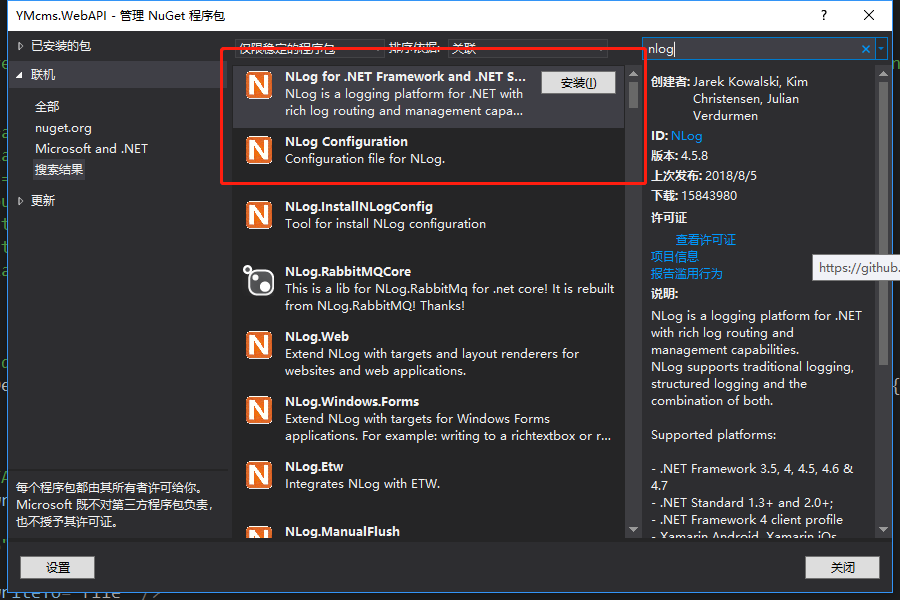 YMcms.WebAPI - 管理 NuGet 程序包
?
已安装的包
联机
全部
nuget.org
Microsoft and .NET
搜索结果
更新
每个程序包都由其所有者许可给你。
Microsoft 既不对第三方程序包负责，
也不授予其许可证。
设置
仅限稳定的程序包
排序依据: 关联
NLog for .NET Framework and .NET S...
NLog is a logging platform for .NET with
rich log routing and management capa...
安装(I)
NLog Configuration
Configuration file for NLog.
NLog.InstallNLogConfig
Tool for install NLog configuration
NLog.RabbitMQCore
This is a lib for NLog.RabbitMq for .net core! It is rebuilt
from NLog.RabbitMQ! Thanks!
NLog.Web
Extend NLog with targets and layout renderers for
websites and web applications.
NLog.Windows.Forms
Extend NLog with targets for Windows Forms
applications. For example: writing to a richtextbox or r...
NLog.Etw
Integrates NLog with ETW.
NLog.ManualFlush
nlog
创建者: Jarek Kowalski, Kim
Christensen, Julian
Verdurmen
ID: NLog
版本: 4.5.8
上次发布: 2018/8/5
下载: 15843980
许可证
查看许可证
项目信息
报告滥用行为
https://github.
说明:
NLog is a logging platform for .NET
with rich log routing and
management capabilities.
NLog supports traditional logging,
structured logging and the
combination of both.
Supported platforms:
- .NET Framework 3.5, 4, 4.5, 4.6 &
4.7
- .NET Standard 1.3+ and 2.0+;
- .NET Framework 4 client profile
- Xamarin Android, Xamarin iOs
关闭